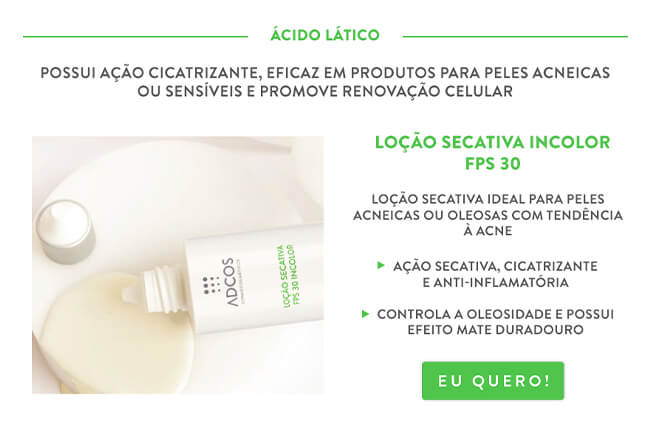 ÁCIDO LÁTICO
POSSUI AÇÃO CICATRIZANTE, EFICAZ EM PRODUTOS PARA PELES ACNEICAS
OU SENSÍVEIS E PROMOVE RENOVAÇÃO CELULAR
LOÇÃO SECATIVA INCOLOR
FPS 30
LOÇÃO SECATIVA IDEAL PARA PELES
ACNEICAS OU OLEOSAS COM TENDÊNCIA
À ACNE
AÇÃO SECATIVA, CICATRIZANTE
E ANTI-INFLAMATÓRIA
CONTROLA A OLEOSIDADE E POSSUI
EFEITO MATE DURADOURO
EU QUERO!
ADCOS
LOÇÃO SECATIVA
FPS 30 INCOLOR